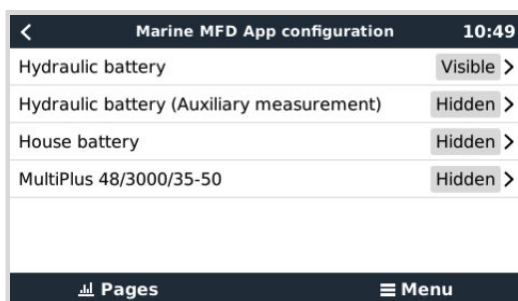 Marine MFD App configuration 10:49
Hydraulic battery Visible
Hydraulic battery (Auxiliary measurement) Hidden
House battery Hidden
MultiPlus 48/3000/35-50 Hidden
Pages Menu